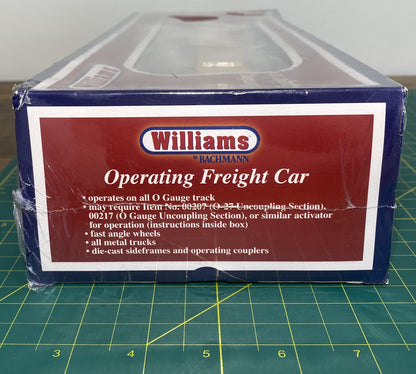 Williams
by BACHMANN
Operating Freight Car
• operates on all O Gauge track
• may require Item No. 00207 (O-27 Uncoupling Section),
00217 (O Gauge Uncoupling Section), or similar activator
for operation (instructions inside box)
• fast angle wheels
• all metal trucks
• die-cast sideframes and operating couplers
3
4
5
6
7